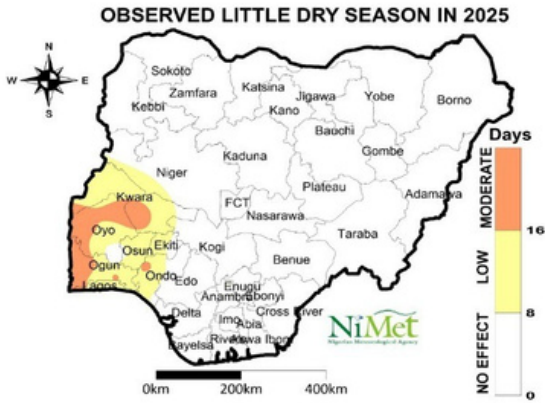 OBSERVED LITTLE DRY SEASON IN 2025
N
W E
S
Sokoto
Zamfara
Katsina
Jigawa
Yobe
Borno
Kebbi
Kano
Bauchi
Gombe
Kaduna
Niger
Plateau
Adamawa
Kwara
FCT
Nasarawa
Taraba
Oyo
Osun
Ekiti
Kogi
Benue
Ogun
Ondo
Edo
Lagos
Enugu
Anambra
Ebonyi
Delta
Imo
Abia
Cross River
Bayelsa
Rivers
Akwa Ibom
NiMet
Nigerian Meteorological Agency
0km 200km 400km
Days
MODERATE
16
LOW
8
NO EFFECT
0